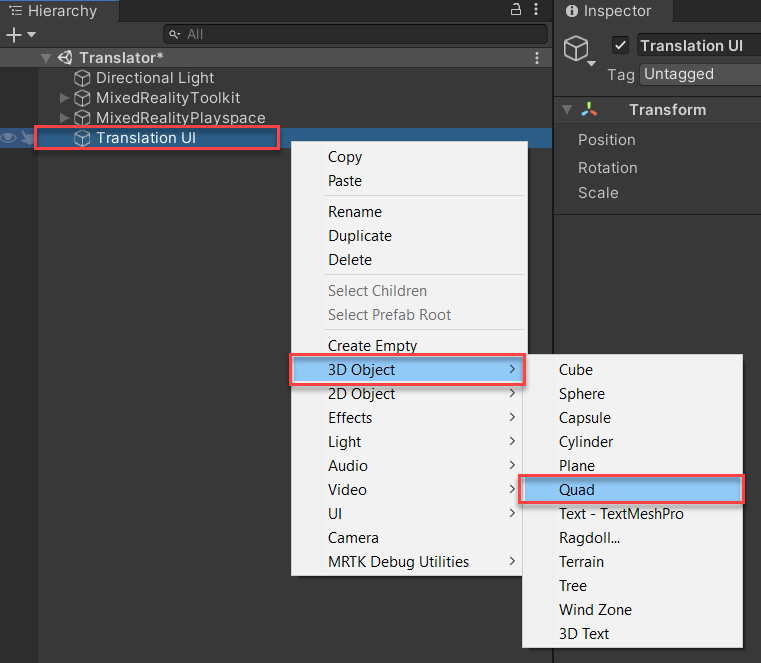 Hierarchy
All
Translator*
Directional Light
MixedRealityToolkit
MixedRealityPlayspace
Translation UI
Copy
Paste
Rename
Duplicate
Delete
Select Children
Select Prefab Root
Create Empty
3D Object
2D Object
Effects
Light
Audio
Video
UI
Camera
MRTK Debug Utilities
Cube
Sphere
Capsule
Cylinder
Plane
Quad
Text - TextMeshPro
Ragdoll...
Terrain
Tree
Wind Zone
3D Text
Inspector
Translation UI
Tag Untagged
Transform
Position
Rotation
Scale